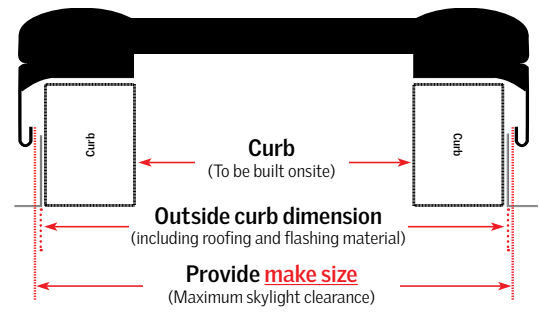 Curb
Curb
Curb
(To be built onsite)
Outside curb dimension
(including roofing and flashing material)
Provide make size
(Maximum skylight clearance)